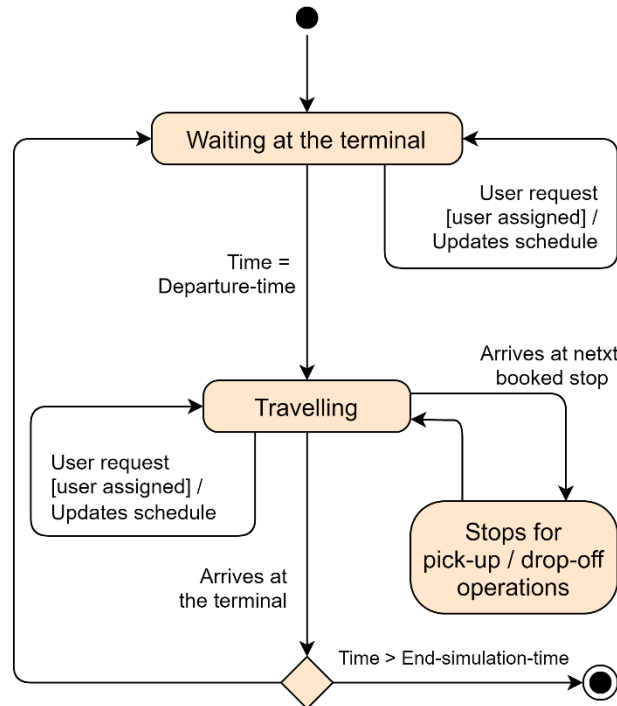 Waiting at the terminal
User request
[user assigned] /
Updates schedule
Time =
Departure-time
Arrives at netxt
booked stop
Travelling
User request
[user assigned] /
Updates schedule
Stops for
pick-up / drop-off
operations
Arrives at
the terminal
Time > End-simulation-time